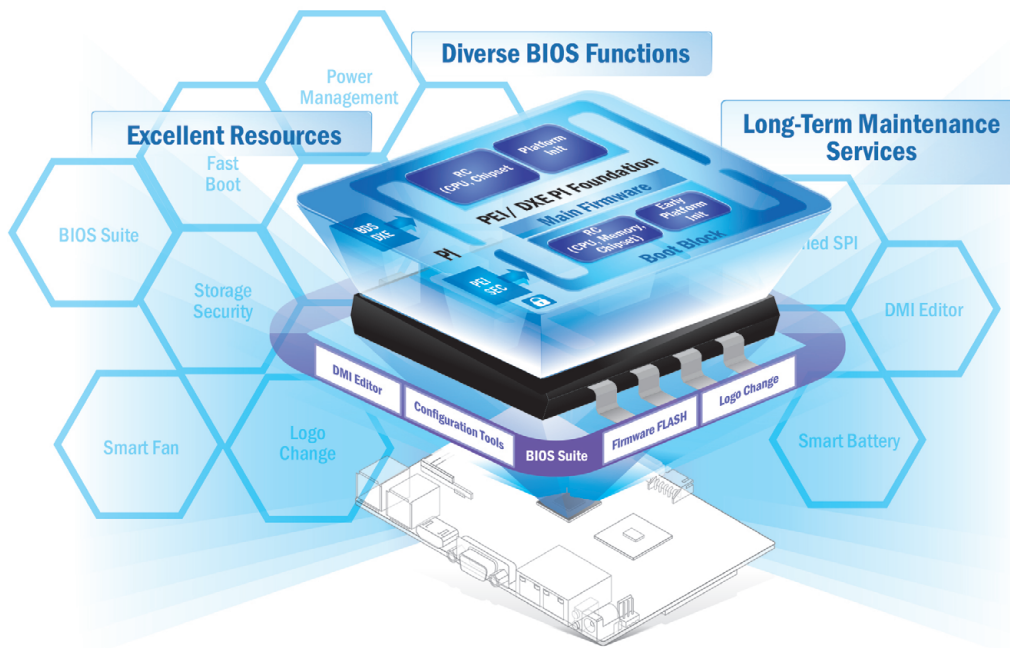 Diverse BIOS Functions
Excellent Resources
Long-Term Maintenance
Services
Power
Management
Fast
Boot
BIOS Suite
Storage
Security
Smart Fan
Logo
Change
SPI
DMI Editor
Smart Battery
RC
(CPU, Chipset
Platform
Init
PEI / DXE PI Foundation
Main Firmware
BDS
DXE
PI
RC
(CPU, Memory,
Chipset)
Early
Platform
Init
Boot Block
PEI
SEC
DMI Editor
Configuration Tools
BIOS Suite
Firmware FLASH
Logo Change